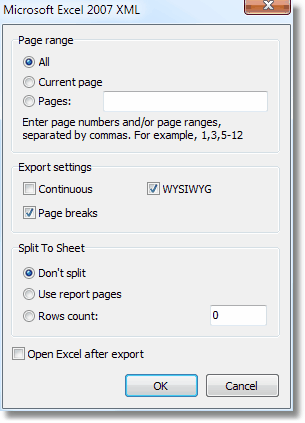 Microsoft Excel 2007 XML
Page range
All
Current page
Pages:
Enter page numbers and/or page ranges,
separated by commas. For example, 1,3,5-12
Export settings
Continuous WYSIWYG
Page breaks
Split To Sheet
Don't split
Use report pages
Rows count: 0
Open Excel after export
OK Cancel